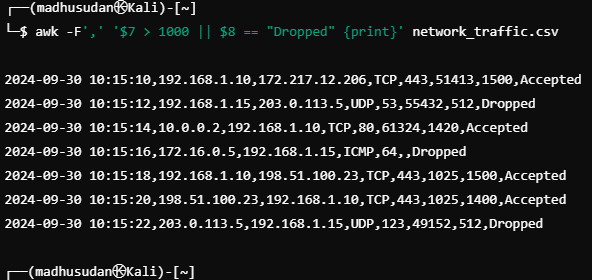 ┌──(madhusudan㉿Kali)-[~]
└─$ awk -F',' '$7 > 1000 || $8 == "Dropped" {print}' network_traffic.csv
2024-09-30 10:15:10,192.168.1.10,172.217.12.206,TCP,443,51413,1500,Accepted
2024-09-30 10:15:12,192.168.1.15,203.0.113.5,UDP,53,55432,512,Dropped
2024-09-30 10:15:14,10.0.0.2,192.168.1.10,TCP,80,61324,1420,Accepted
2024-09-30 10:15:16,172.16.0.5,192.168.1.15,ICMP,64,,Dropped
2024-09-30 10:15:18,192.168.1.10,198.51.100.23,TCP,443,1025,1500,Accepted
2024-09-30 10:15:20,198.51.100.23,192.168.1.10,TCP,443,1025,1400,Accepted
2024-09-30 10:15:22,203.0.113.5,192.168.1.15,UDP,123,49152,512,Dropped
┌──(madhusudan㉿Kali)-[~]